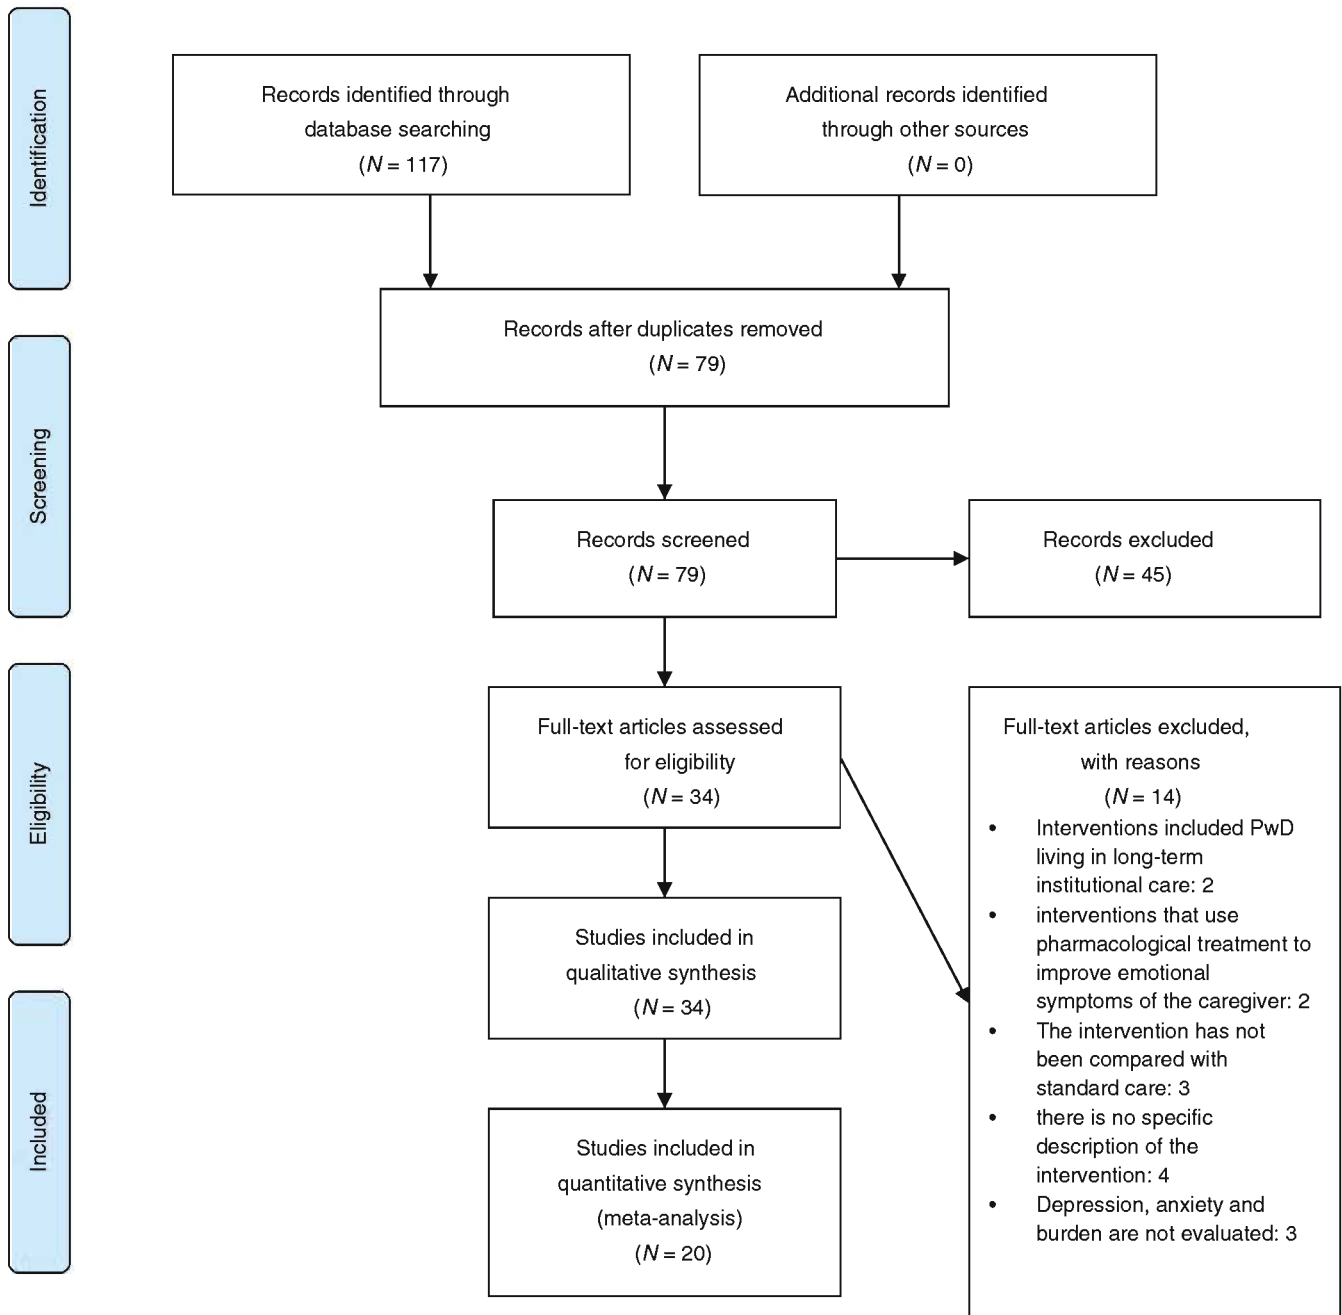 Identification
Records identified through
database searching
(N = 117)
Additional records identified
through other sources
(N = 0)
Records after duplicates removed
(N = 79)
Screening
Records screened
(N = 79)
Records excluded
(N = 45)
Eligibility
Full-text articles assessed
for eligibility
(N = 34)
Full-text articles excluded,
with reasons
(N = 14)
• Interventions included PwD
living in long-term
institutional care: 2
• interventions that use
pharmacological treatment to
improve emotional
symptoms of the caregiver: 2
• The intervention has not
been compared with
standard care: 3
• there is no specific
description of the
intervention: 4
• Depression, anxiety and
burden are not evaluated: 3
Studies included in
qualitative synthesis
(N = 34)
Included
Studies included in
quantitative synthesis
(meta-analysis)
(N = 20)